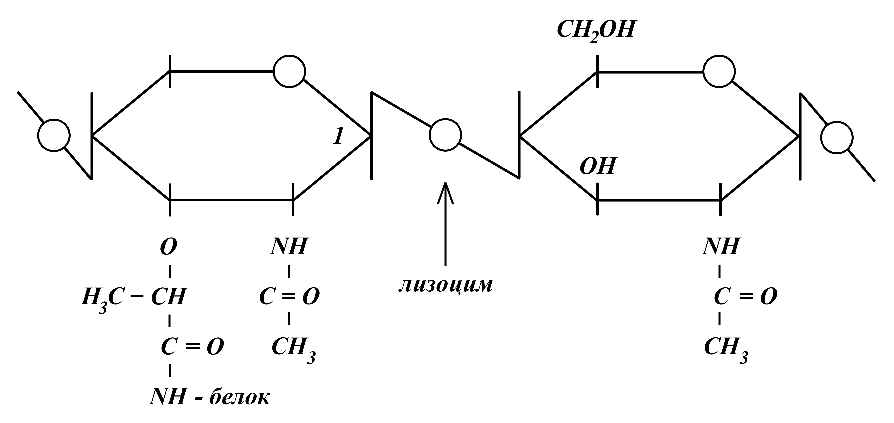 CH₂OH
1
OH
O NH NH
H₃C – CH C = O C = O
лизоцим
C = O CH₃ CH₃
NH - белок